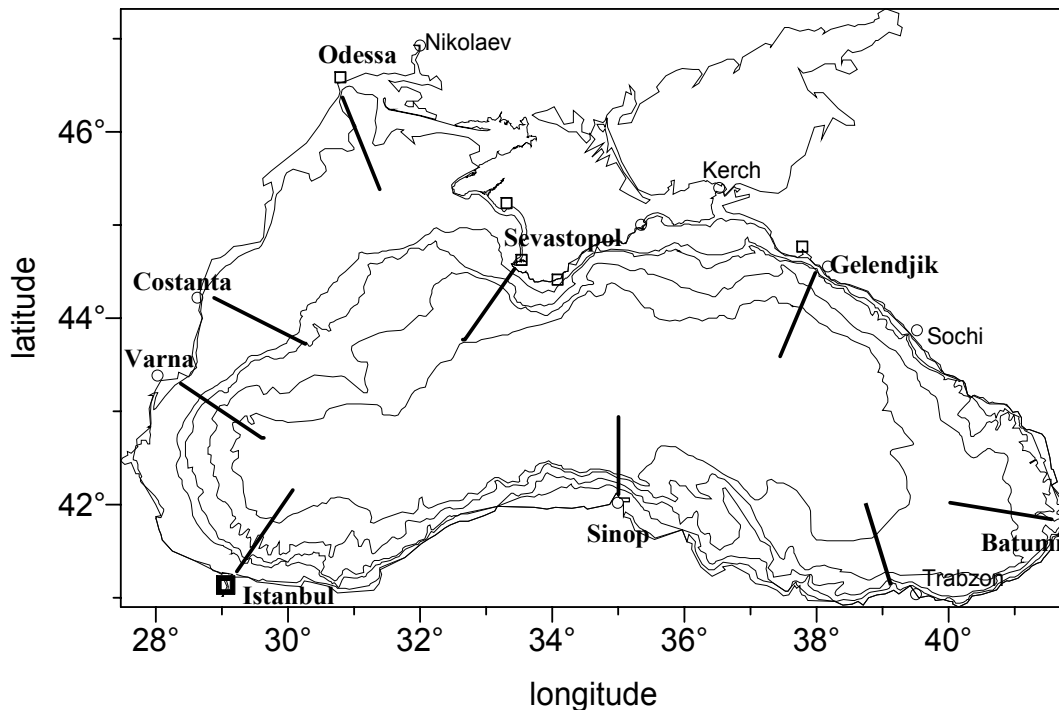 Nikolaev
Odessa
46°
Kerch
Sevastopol
Gelendjik
Costanta
44°
Sochi
Varna
42°
Sinop
Batumi
Trabzon
Istanbul
28° 30° 32° 34° 36° 38° 40°
latitude
longitude